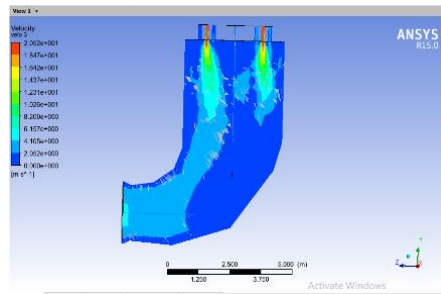 View 1
Velocity
velo 3
2.052e+001
1.847e+001
1.642e+001
1.437e+001
1.231e+001
1.026e+001
8.210e+000
6.157e+000
4.105e+000
2.052e+000
0.000e+000
[m s^-1]
ANSYS
R15.0
0 2.500 5.000 (m)
1.250 3.750
Y
Z X
Activate Windows